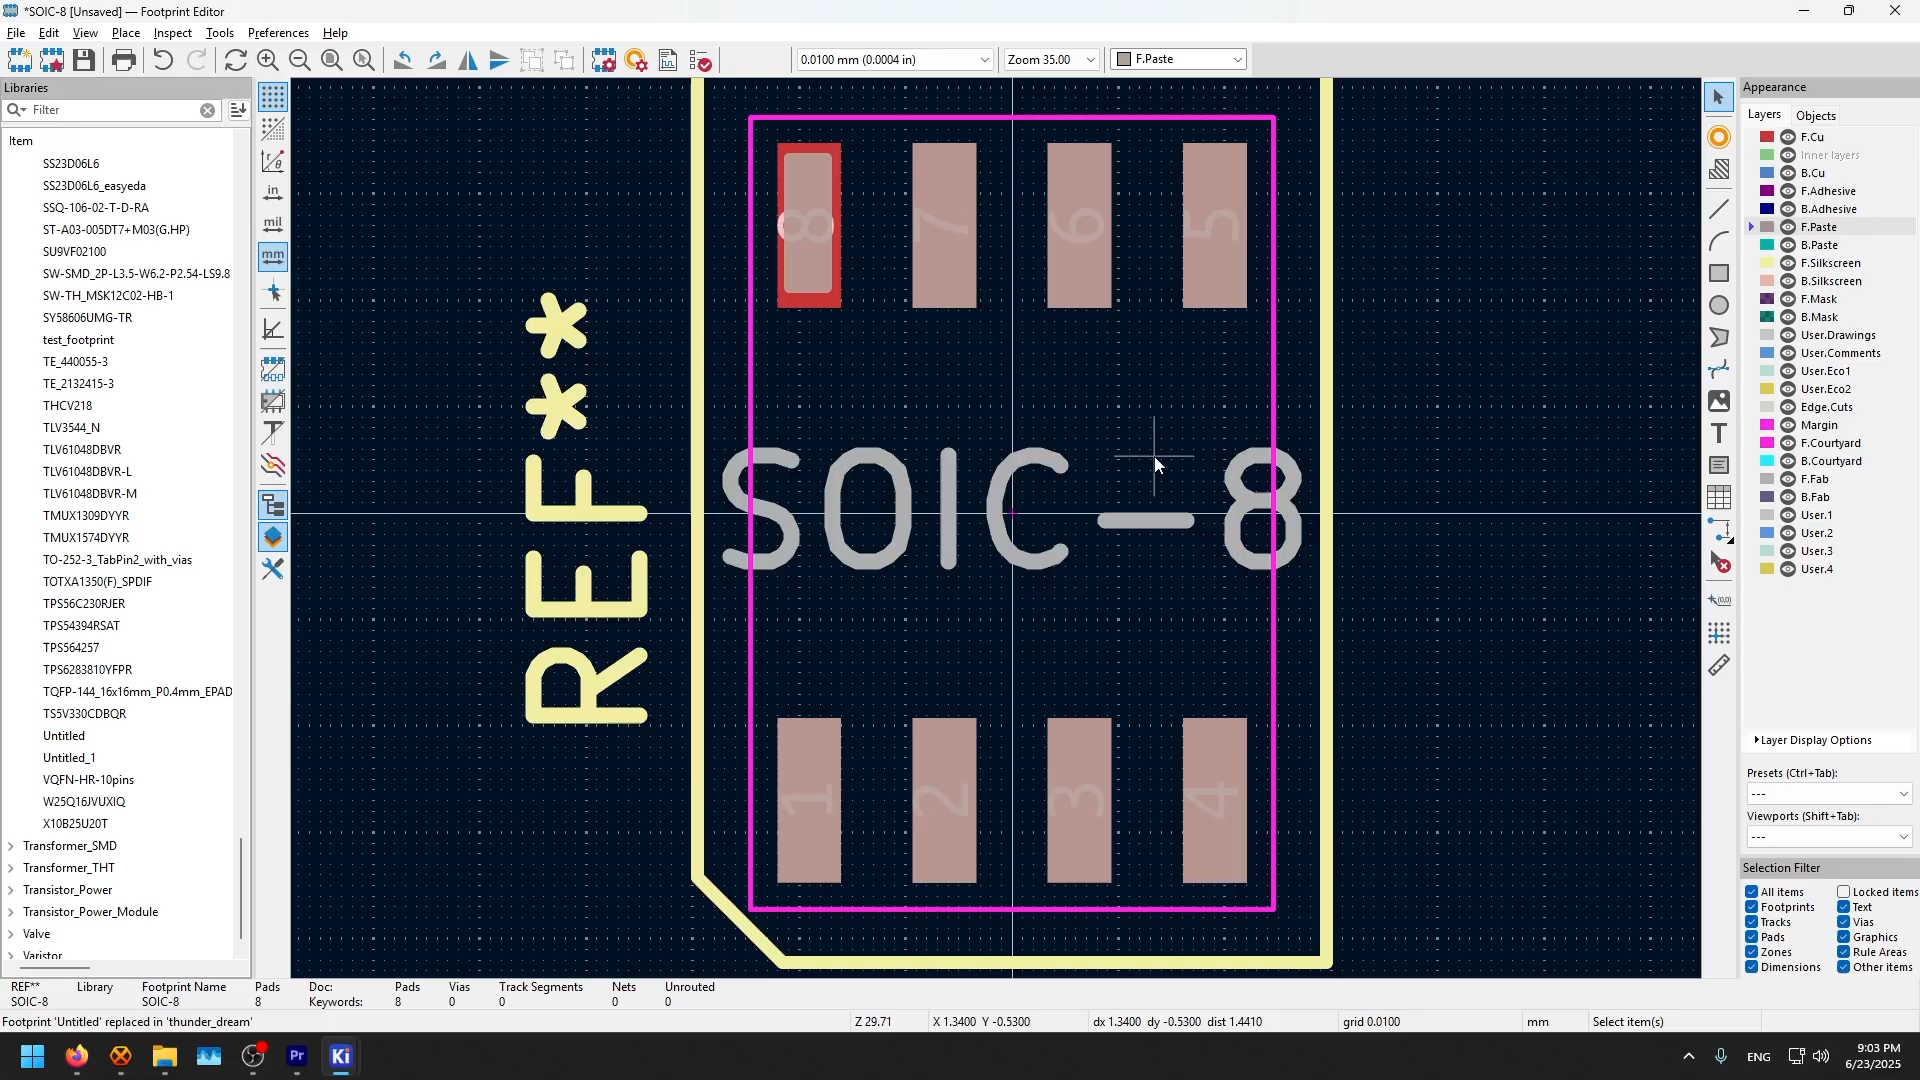 *SOIC-8 [Unsaved] — Footprint Editor
File Edit View Place Inspect Tools Preferences Help
0.0100 mm (0.0004 in) Zoom 35.00 F.Paste
Libraries
Filter
Item
SS23D06L6
SS23D06L6_easyeda
SSQ-106-02-T-D-RA
ST-A03-005DT7+M03(G.HP)
SU9VF02100
SW-SMD_2P-L3.5-W6.2-P2.54-LS9.8
SW-TH_MSK12C02-HB-1
SY58606UMG-TR
test_footprint
TE_440055-3
TE_2132415-3
THCV218
TLV3544_N
TLV61048DBVR
TLV61048DBVR-L
TLV61048DBVR-M
TMUX1309DYYR
TMUX1574DYYR
TO-252-3_TabPin2_with_vias
TOTXA1350(F)_SPDIF
TPS56C230RJER
TPS54394RSAT
TPS564257
TPS6283810YFPR
TQFP-144_16x16mm_P0.4mm_EPAD
TS5V330CDBQR
Untitled
Untitled_1
VQFN-HR-10pins
W25Q16JVUXIQ
X10B25U20T
Transformer_SMD
Transformer_THT
Transistor_Power
Transistor_Power_Module
Valve
Varistor
in
mil
mm
8 7 6 5
REF**
SOIC-8
1 2 3 4
(0,0)
Appearance
Layers Objects
F.Cu
Inner layers
B.Cu
F.Adhesive
B.Adhesive
F.Paste
B.Paste
F.Silkscreen
B.Silkscreen
F.Mask
B.Mask
User.Drawings
User.Comments
User.Eco1
User.Eco2
Edge.Cuts
Margin
F.Courtyard
B.Courtyard
F.Fab
B.Fab
User.1
User.2
User.3
User.4
Layer Display Options
Presets (Ctrl+Tab):
---
Viewports (Shift+Tab):
---
Selection Filter
All items Locked items
Footprints Text
Tracks Vias
Pads Graphics
Zones Rule Areas
Dimensions Other items
REF** Library Footprint Name Pads Doc: Pads Vias Track Segments Nets Unrouted
SOIC-8 SOIC-8 8 Keywords: 8 0 0 0 0
Footprint 'Untitled' replaced in 'thunder_dream' Z 29.71 X 1.3400 Y -0.5300 dx 1.3400 dy -0.5300 dist 1.4410 grid 0.0100 mm Select item(s)
Pr Ki ENG 9:03 PM
6/23/2025